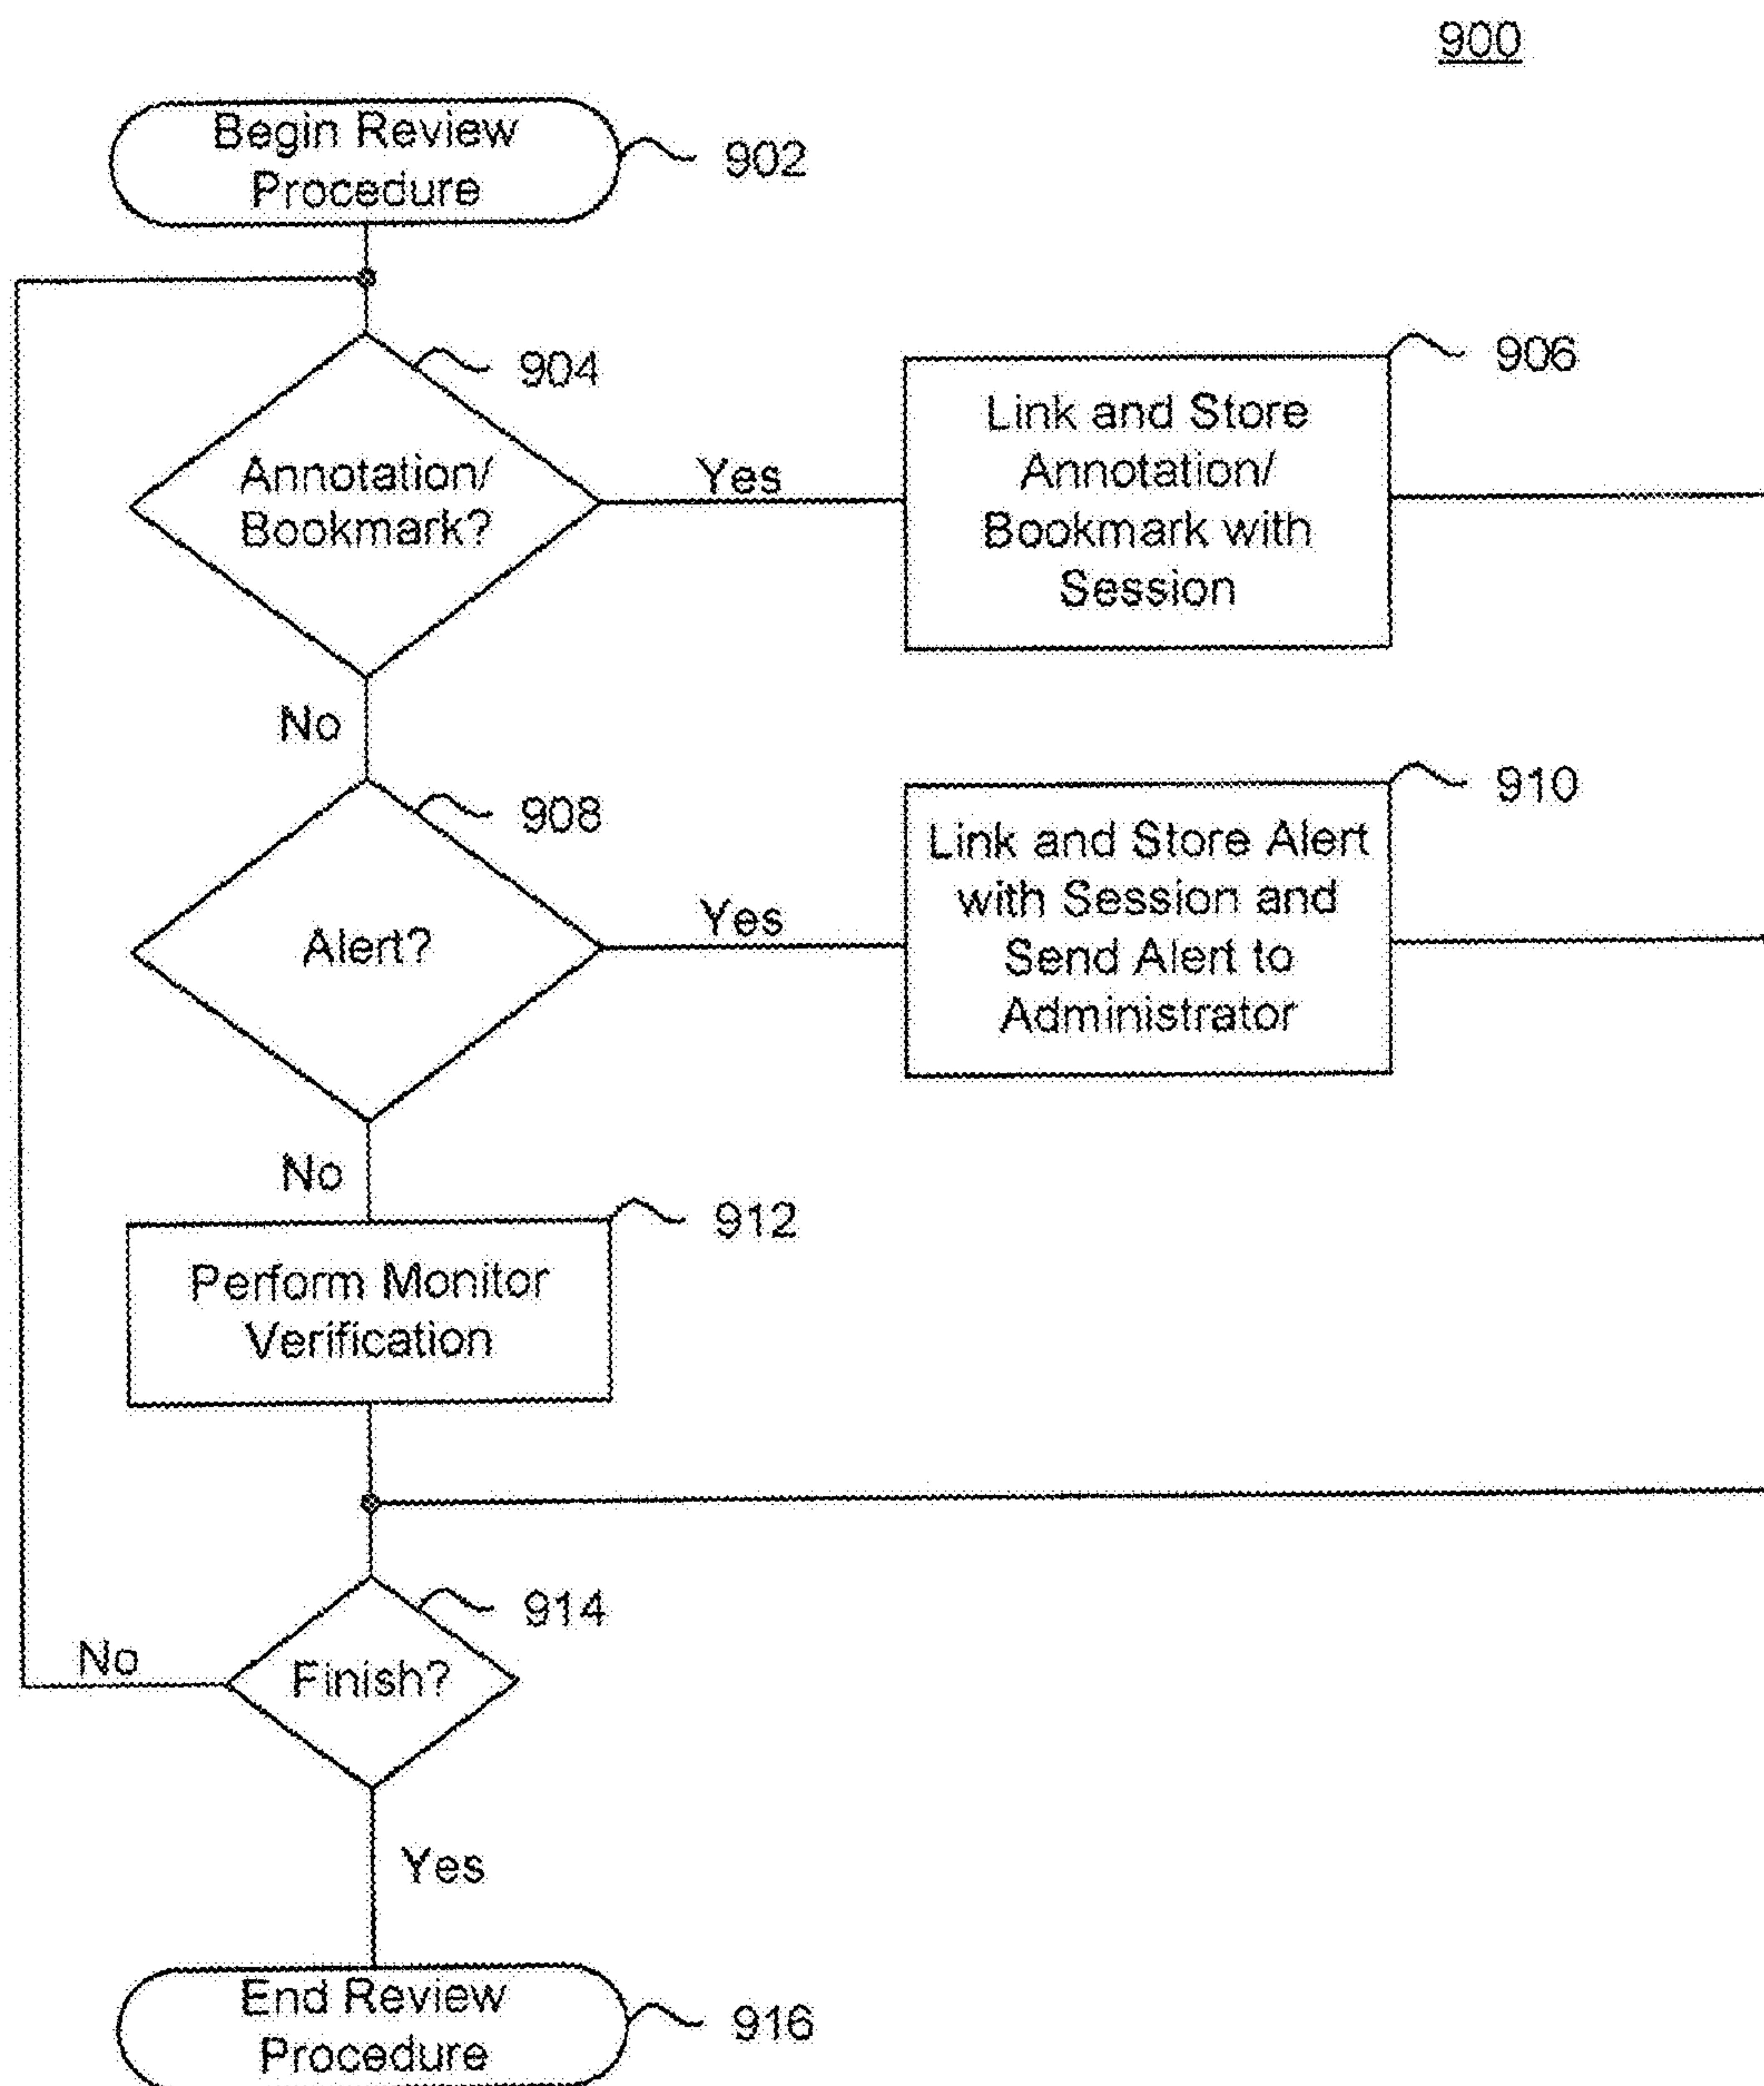 900
Begin Review
Procedure
902
904
Annotation/
Bookmark?
Yes
906
Link and Store
Annotation/
Bookmark with
Session
No
908
Alert?
Yes
910
Link and Store Alert
with Session and
Send Alert to
Administrator
No
912
Perform Monitor
Verification
914
Finish?
No
Yes
End Review
Procedure
916